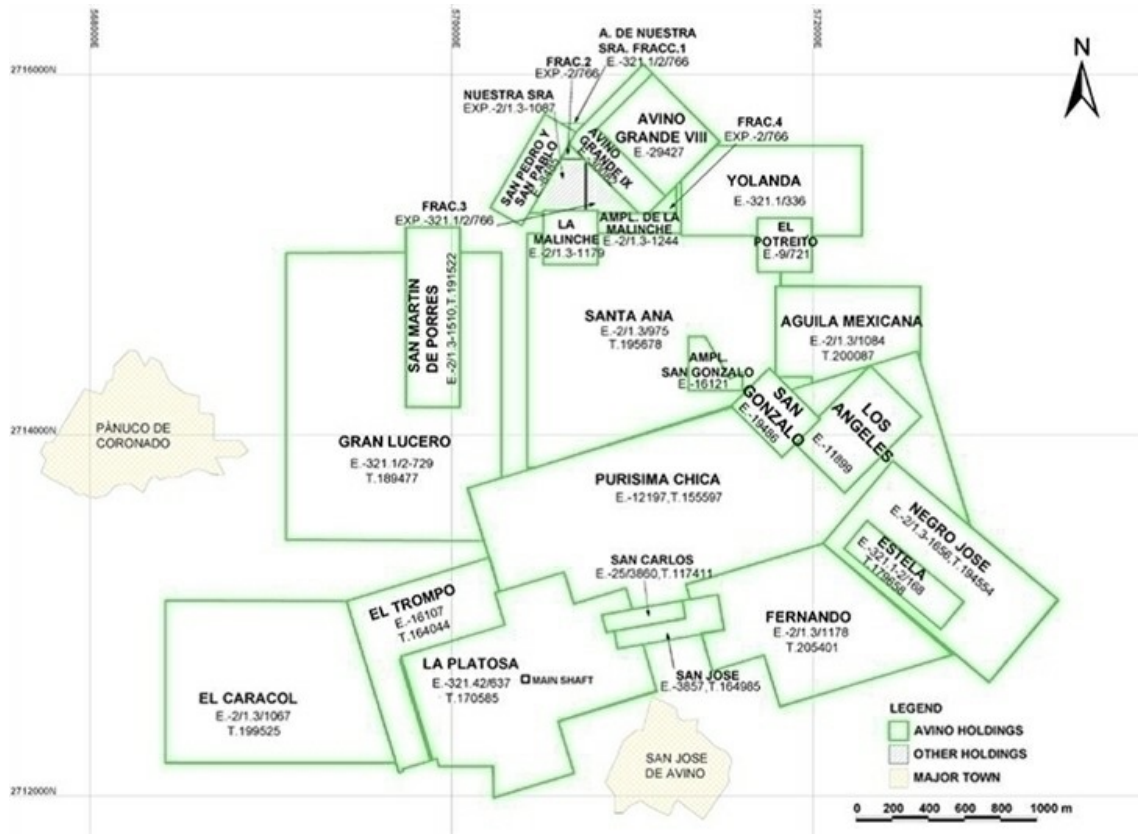 568000E
570000E
572000E
A. DE NUESTRA
SRA. FRACC.1
E.-321.1/2/766
N
FRAC.2
EXP.-2/766
2716000N
NUESTRA SRA
EXP.-2/1.3-1087
AVINO
GRANDE VIII
E.-29427
FRAC.4
EXP.-2/766
AVINO
GRANDE IX
SAN PEDRO Y
SAN PABLO
E.-8485
YOLANDA
E.-321.1/336
FRAC.3
EXP.-321.1/2/766
LA
MALINCHE
E.-2/1.3-1179
AMPL. DE LA
MALINCHE
E.-2/1.3-1244
EL
POTREITO
E.-9/721
SAN MARTIN
DE PORRES
E.-2/1.3-1510,T.191522
SANTA ANA
E.-2/1.3/975
T.195678
AGUILA MEXICANA
E.-2/1.3/1084
T.200087
AMPL.
SAN GONZALO
E.-16121
SAN
GONZALO
E.-19486
LOS
ANGELES
E.-11899
PÀNUCO DE
CORONADO
2714000N
GRAN LUCERO
E.-321.1/2-729
T.189477
PURISIMA CHICA
E.-12197,T.155597
NEGRO JOSE
E.-2/1.3-1656,T.194554
ESTELA
E.-321.1-2/168
T.179658
SAN CARLOS
E.-25/3860,T.117411
EL TROMPO
E.-16107
T.164044
FERNANDO
E.-2/1.3/1178
T.205401
LA PLATOSA
E.-321.42/637
T.170585
MAIN SHAFT
SAN JOSE
E.-3857,T.164985
EL CARACOL
E.-2/1.3/1067
T.199525
SAN JOSE
DE AVINO
LEGEND
AVINO HOLDINGS
OTHER HOLDINGS
MAJOR TOWN
2712000N
0 200 400 600 1000 m